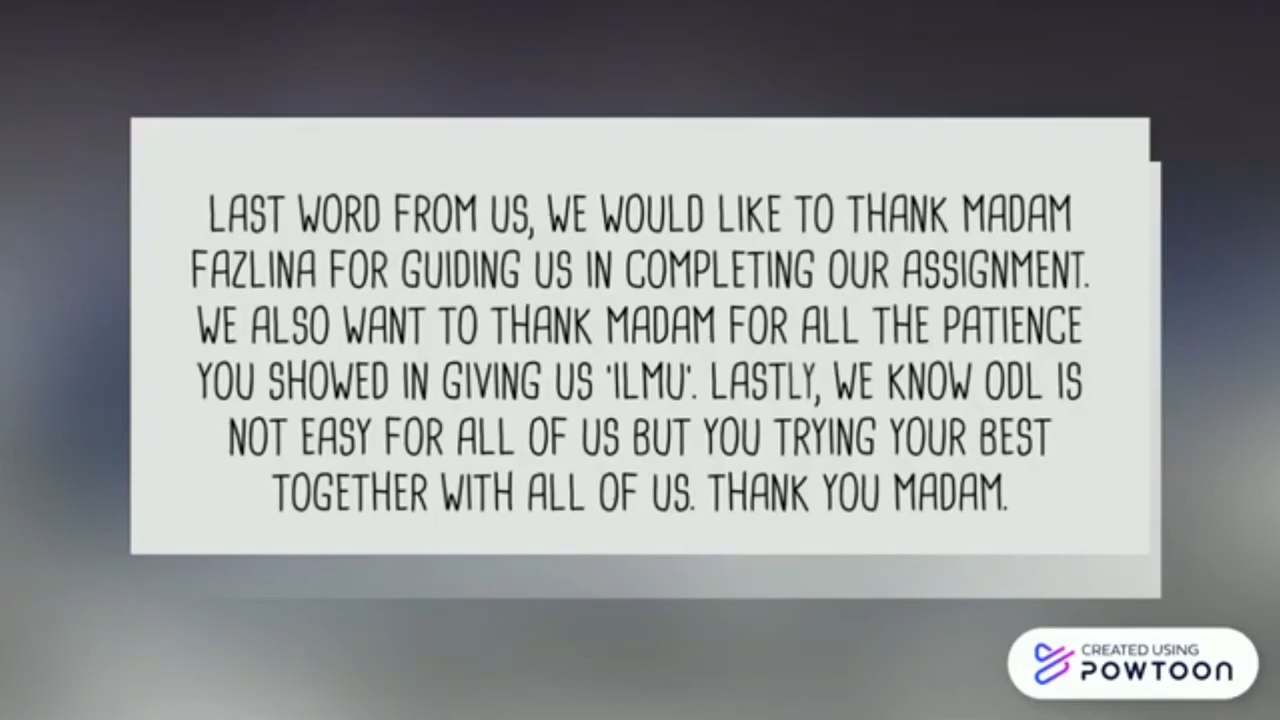 LAST WORD FROM US, WE WOULD LIKE TO THANK MADAM
FAZLINA FOR GUIDING US IN COMPLETING OUR ASSIGNMENT.
WE ALSO WANT TO THANK MADAM FOR ALL THE PATIENCE
YOU SHOWED IN GIVING US 'ILMU'. LASTLY, WE KNOW ODL IS
NOT EASY FOR ALL OF US BUT YOU TRYING YOUR BEST
TOGETHER WITH ALL OF US. THANK YOU MADAM.
CREATED USING
POWTOON